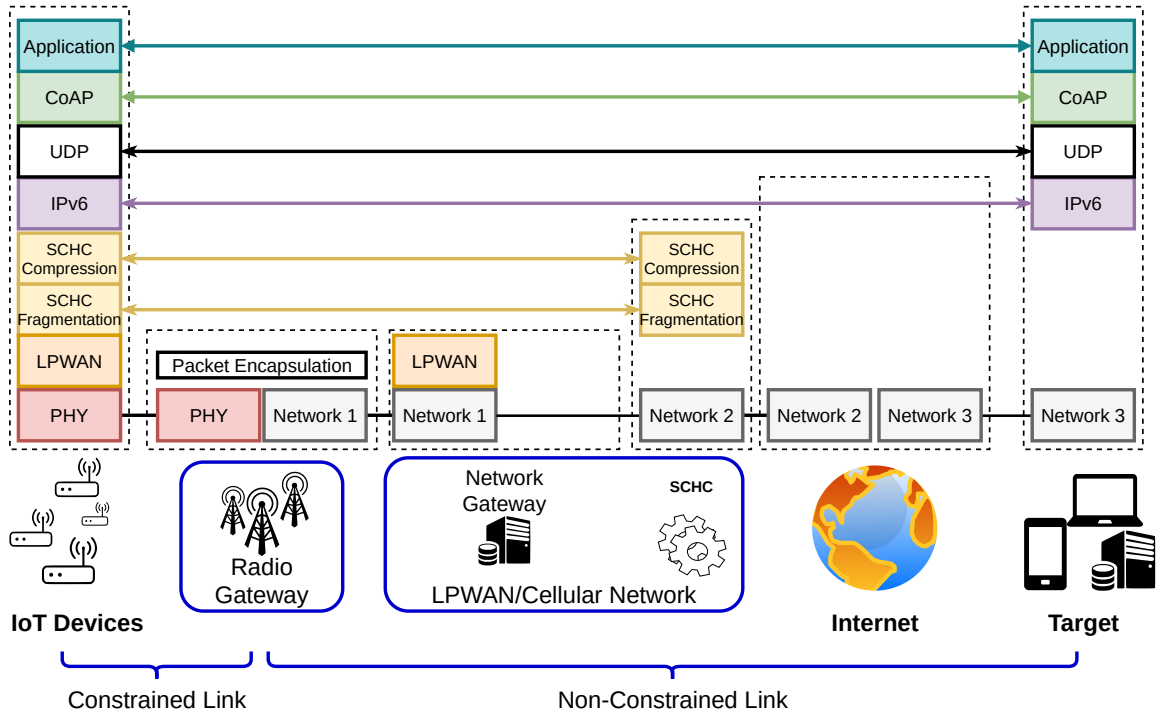 Application
Application
CoAP
CoAP
UDP
UDP
IPv6
IPv6
SCHC
Compression
SCHC
Compression
SCHC
Fragmentation
SCHC
Fragmentation
LPWAN
Packet Encapsulation
LPWAN
PHY
PHY
Network 1
Network 1
Network 2
Network 2
Network 3
Network 3
Network
Gateway
SCHC
Radio
Gateway
LPWAN/Cellular Network
IoT Devices
Internet
Target
Constrained Link
Non-Constrained Link